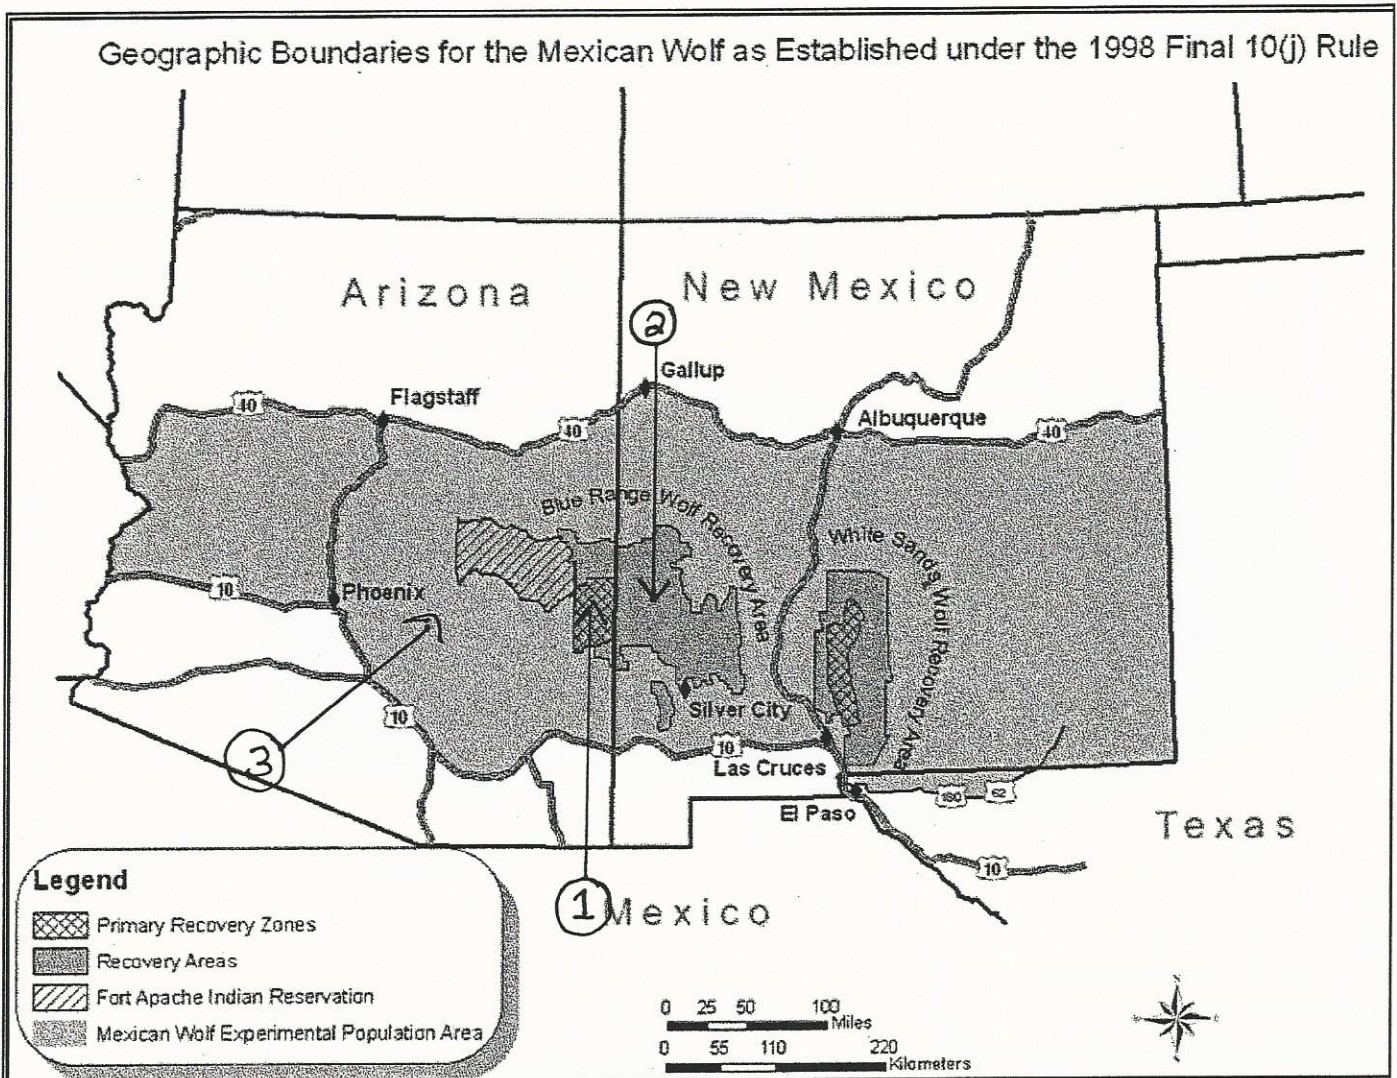 Geographic Boundaries for the Mexican Wolf as Established under the 1998 Final 10(j) Rule
Arizona
New Mexico
2
Gallup
Flagstaff
40
40
Albuquerque
40
Blue Range Wolf Recovery Area
White Sands Wolf Recovery Area
10
Phoenix
Silver City
10
10
Las Cruces
3
El Paso
180
62
Texas
10
1
Mexico
Legend
Primary Recovery Zones
Recovery Areas
Fort Apache Indian Reservation
Mexican Wolf Experimental Population Area
0 25 50 100
Miles
0 55 110 220
Kilometers
N
S